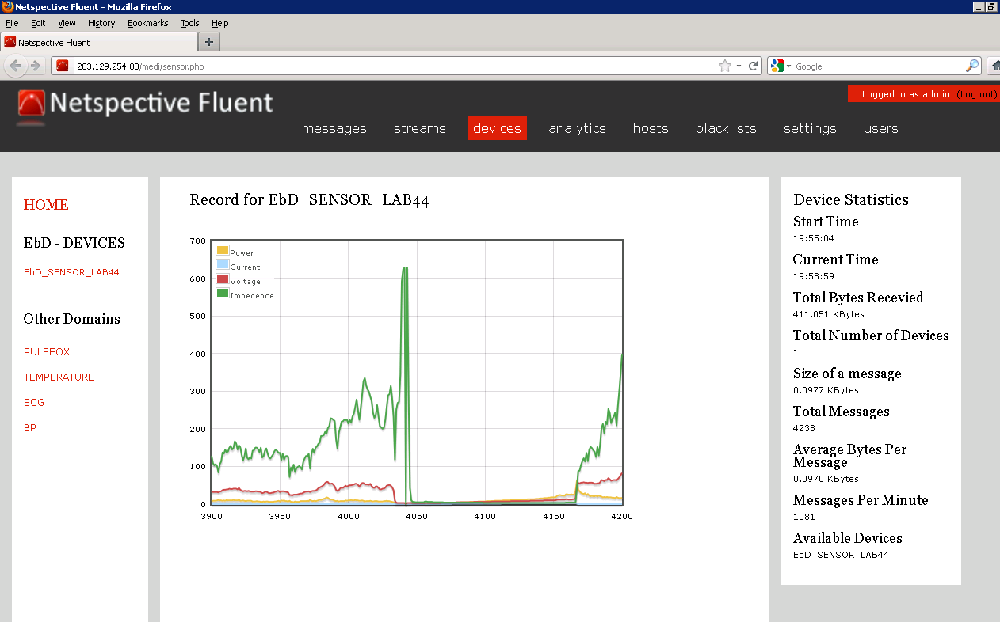 Netspective Fluent - Mozilla Firefox
File Edit View History Bookmarks Tools Help
Netspective Fluent
203.129.254.88/medi/sensor.php
Google
Netspective Fluent
Logged in as admin (Log out)
messages streams devices analytics hosts blacklists settings users
HOME
EbD - DEVICES
EbD_SENSOR_LAB44
Other Domains
PULSEOX
TEMPERATURE
ECG
BP
Record for EbD_SENSOR_LAB44
700
600
500
400
300
200
100
0
Power
Current
Voltage
Impedence
3900 3950 4000 4050 4100 4150 4200
Device Statistics
Start Time
19:55:04
Current Time
19:58:59
Total Bytes Recevied
411.051 KBytes
Total Number of Devices
1
Size of a message
0.0977 KBytes
Total Messages
4238
Average Bytes Per
Message
0.0970 KBytes
Messages Per Minute
1081
Available Devices
EbD_SENSOR_LAB44